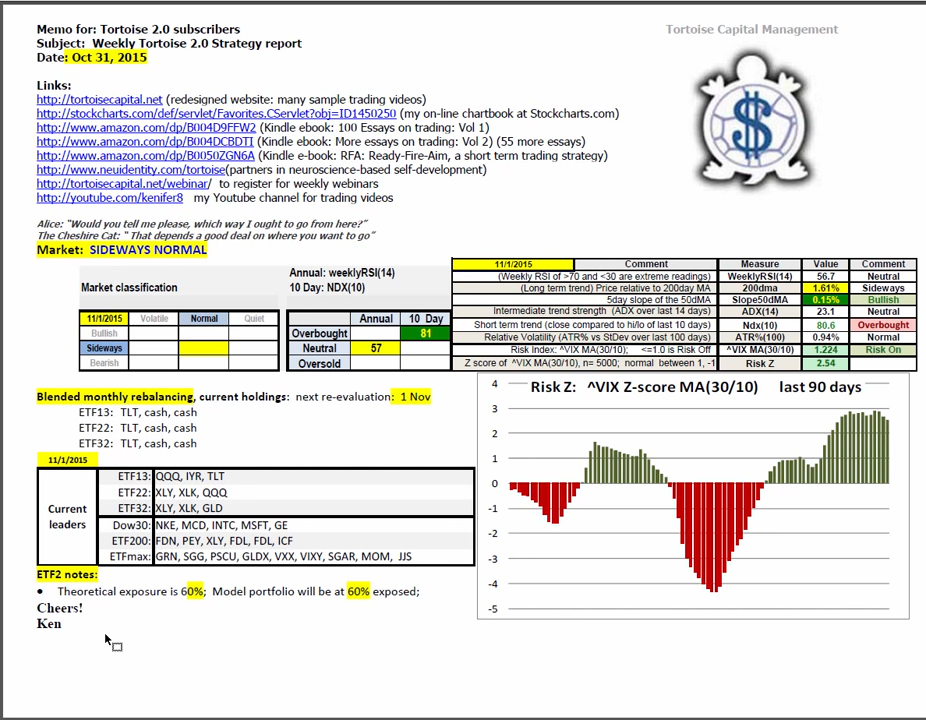 Memo for: Tortoise 2.0 subscribers
Subject: Weekly Tortoise 2.0 Strategy report
Date: Oct 31, 2015
Tortoise Capital Management
$
Links:
http://tortoisecapital.net (redesigned website: many sample trading videos)
http://stockcharts.com/def/servlet/Favorites.CServlet?obj=ID1450250 (my on-line chartbook at Stockcharts.com)
http://www.amazon.com/dp/B004D9FFW2 (Kindle ebook: 100 Essays on trading: Vol 1)
http://www.amazon.com/dp/B004DCBDTI (Kindle ebook: More essays on trading: Vol 2) (55 more essays)
http://www.amazon.com/dp/B0050ZGN6A (Kindle e-book: RFA: Ready-Fire-Aim, a short term trading strategy)
http://www.neuidentity.com/tortoise(partners in neuroscience-based self-development)
http://tortoisecapital.net/webinar/ to register for weekly webinars
http://youtube.com/kenifer8 my Youtube channel for trading videos
Alice: "Would you tell me please, which way I ought to go from here?"
The Cheshire Cat: " That depends a good deal on where you want to go"
Market: SIDEWAYS NORMAL
Market classification
11/1/2015 Volatile Normal Quiet
Bullish
Sideways
Bearish
Annual: weeklyRSI(14)
10 Day: NDX(10)
Annual 10 Day
Overbought 81
Neutral 57
Oversold
11/1/2015 Comment Measure Value Comment
(Weekly RSI of >70 and <30 are extreme readings) WeeklyRSI(14) 56.7 Neutral
(Long term trend) Price relative to 200day MA 200dma 1.61% Sideways
5day slope of the 50dMA Slope50dMA 0.15% Bullish
Intermediate trend strength (ADX over last 14 days) ADX(14) 23.1 Neutral
Short term trend (close compared to hi/lo of last 10 days) Ndx(10) 80.6 Overbought
Relative Volatility (ATR% vs StDev over last 100 days) ATR%(100) 0.94% Normal
Risk Index: ^VIX MA(30/10); <=1.0 is Risk Off ^VIX MA(30/10) 1.224 Risk On
Z score of ^VIX MA(30/10), n= 5000; normal between 1, -1 Risk Z 2.54
Blended monthly rebalancing, current holdings: next re-evaluation: 1 Nov
ETF13: TLT, cash, cash
ETF22: TLT, cash, cash
ETF32: TLT, cash, cash
11/1/2015
Current leaders
ETF13: QQQ, IYR, TLT
ETF22: XLY, XLK, QQQ
ETF32: XLY, XLK, GLD
Dow30: NKE, MCD, INTC, MSFT, GE
ETF200: FDN, PEY, XLY, FDL, FDL, ICF
ETFmax: GRN, SGG, PSCU, GLDX, VXX, VIXY, SGAR, MOM, JJS
ETF2 notes:
• Theoretical exposure is 60%; Model portfolio will be at 60% exposed;
Cheers!
Ken
Risk Z: ^VIX Z-score MA(30/10) last 90 days
4
3
2
1
0
-1
-2
-3
-4
-5